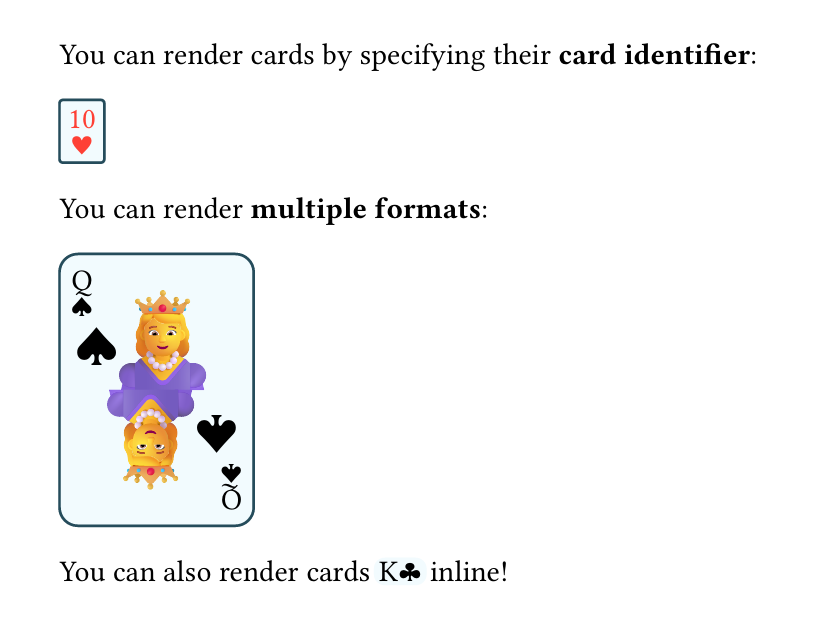 You can render cards by specifying their card identifier:
10
♥
You can render multiple formats:
Q
♠
♠
♠
♠
Q
You can also render cards K♣ inline!